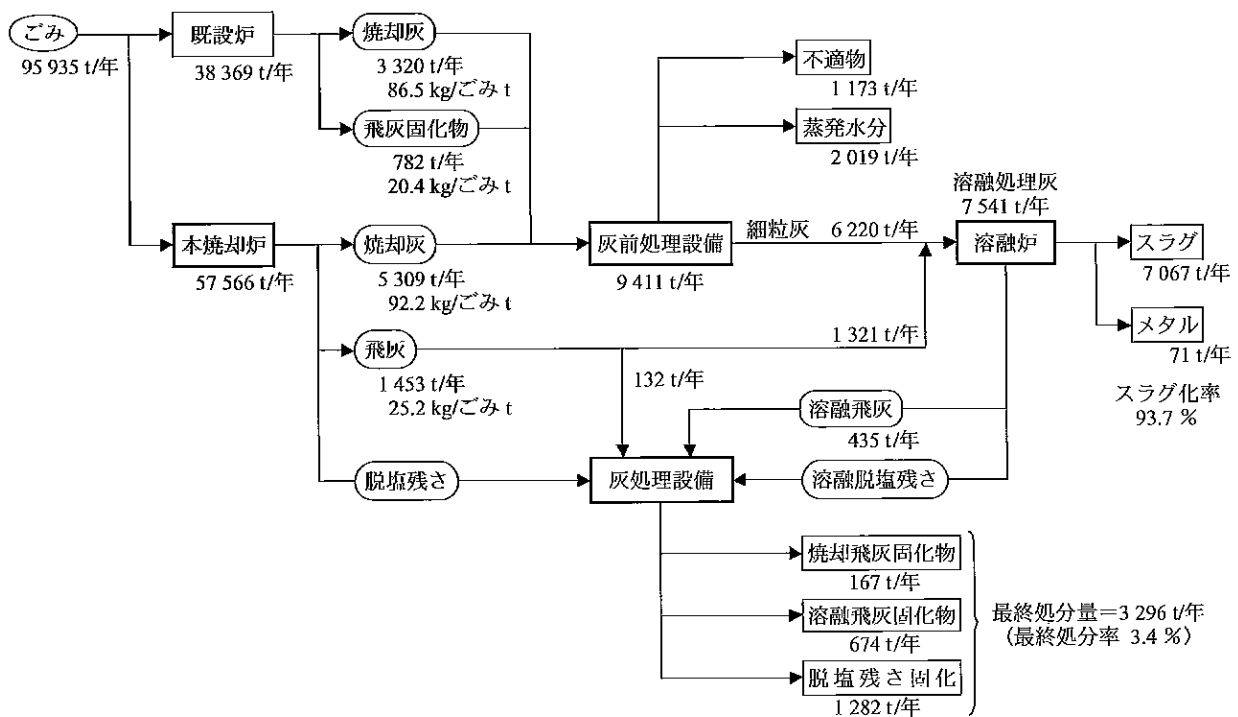 ごみ
95 935 t/年
既設炉
38 369 t/年
焼却灰
3 320 t/年
86.5 kg/ごみ t
飛灰固化物
782 t/年
20.4 kg/ごみ t
本焼却炉
57 566 t/年
焼却灰
5 309 t/年
92.2 kg/ごみ t
飛灰
1 453 t/年
25.2 kg/ごみ t
脱塩残さ
不適物
1 173 t/年
蒸発水分
2 019 t/年
灰前処理設備
9 411 t/年
細粒灰 6 220 t/年
1 321 t/年
132 t/年
溶融処理灰
7 541 t/年
溶融炉
スラグ
7 067 t/年
メタル
71 t/年
スラグ化率
93.7 %
溶融飛灰
435 t/年
溶融脱塩残さ
灰処理設備
焼却飛灰固化物
167 t/年
溶融飛灰固化物
674 t/年
脱塩残さ固化
1 282 t/年
最終処分量=3 296 t/年
(最終処分率 3.4 %)